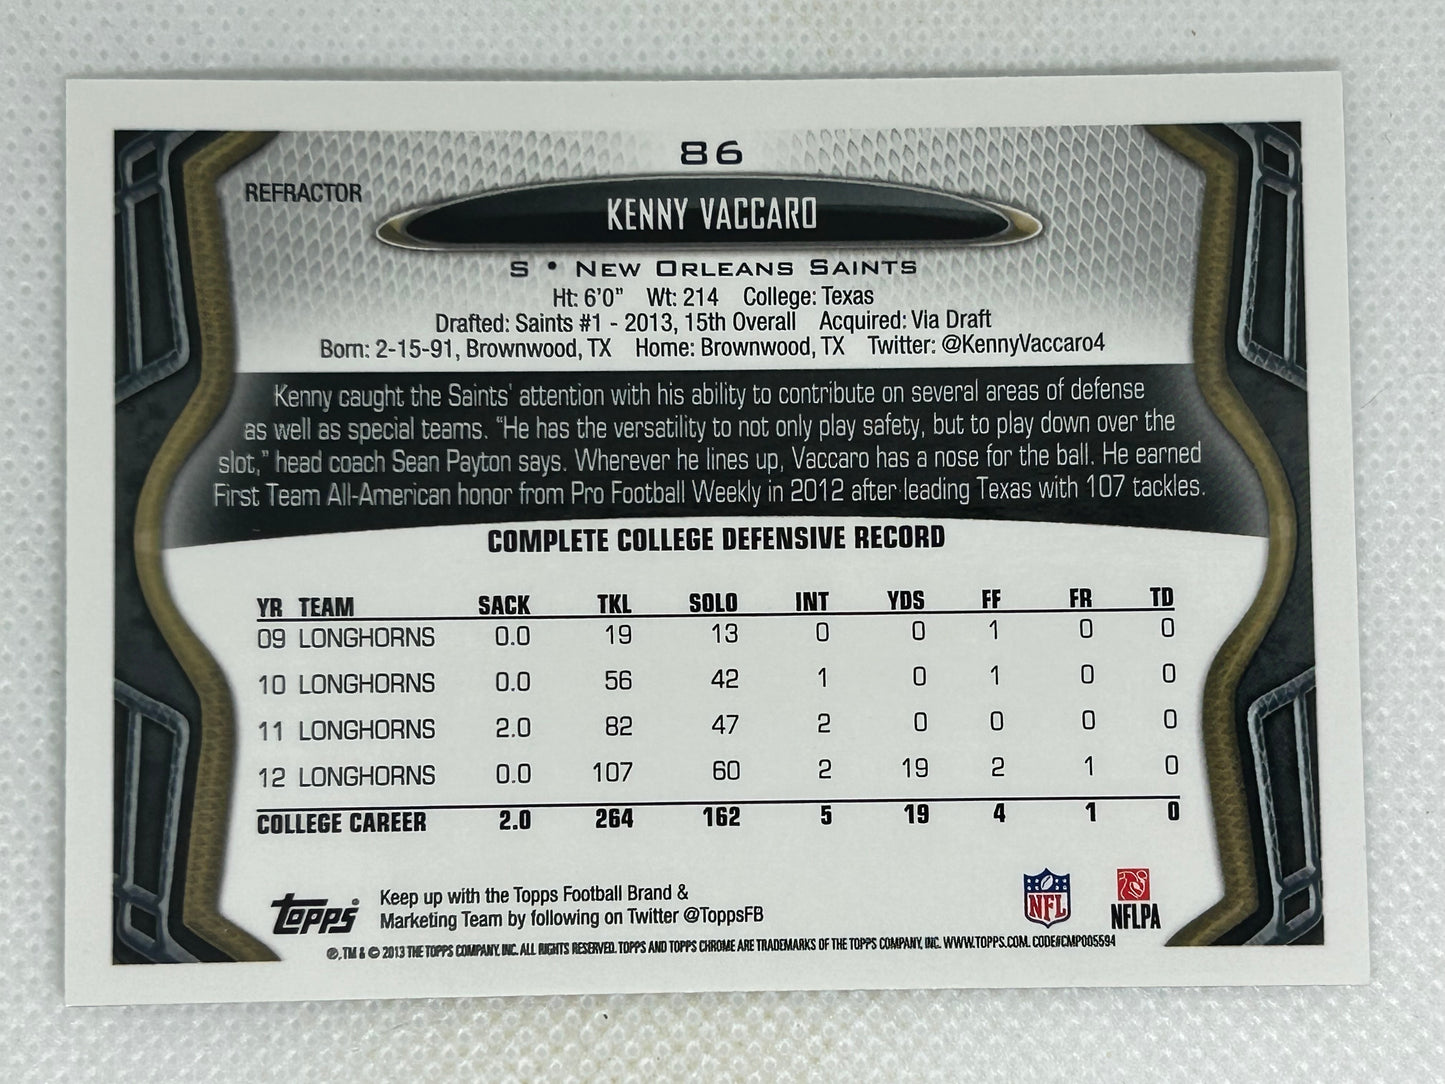 86
REFRACTOR
KENNY VACCARO
S • NEW ORLEANS SAINTS
Ht: 6'0" Wt: 214 College: Texas
Drafted: Saints #1 - 2013, 15th Overall Acquired: Via Draft
Born: 2-15-91, Brownwood, TX Home: Brownwood, TX Twitter: @KennyVaccaro4
Kenny caught the Saints' attention with his ability to contribute on several areas of defense
as well as special teams. "He has the versatility to not only play safety, but to play down over the
slot," head coach Sean Payton says. Wherever he lines up, Vaccaro has a nose for the ball. He earned
First Team All-American honor from Pro Football Weekly in 2012 after leading Texas with 107 tackles.
COMPLETE COLLEGE DEFENSIVE RECORD
YR TEAM SACK TKL SOLO INT YDS FF FR TD
09 LONGHORNS 0.0 19 13 0 0 1 0 0
10 LONGHORNS 0.0 56 42 1 0 1 0 0
11 LONGHORNS 2.0 82 47 2 0 0 0 0
12 LONGHORNS 0.0 107 60 2 19 2 1 0
COLLEGE CAREER 2.0 264 162 5 19 4 1 0
Topps
Keep up with the Topps Football Brand &
Marketing Team by following on Twitter @ToppsFB
NFL
NFLPA
®, TM & © 2013 THE TOPPS COMPANY, INC. ALL RIGHTS RESERVED. TOPPS AND TOPPS CHROME ARE TRADEMARKS OF THE TOPPS COMPANY, INC. WWW.TOPPS.COM. CODE#CMP005594